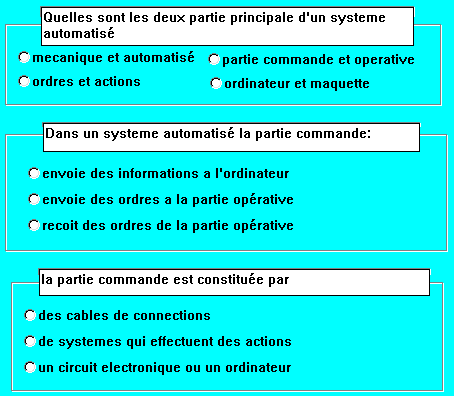 Quelles sont les deux partie principale d'un systeme
automatisé
mecanique et automatisé
partie commande et operative
ordres et actions
ordinateur et maquette
Dans un systeme automatisé la partie commande:
envoie des informations a l'ordinateur
envoie des ordres a la partie opérative
recoit des ordres de la partie opérative
la partie commande est constituée par
des cables de connections
de systemes qui effectuent des actions
un circuit electronique ou un ordinateur